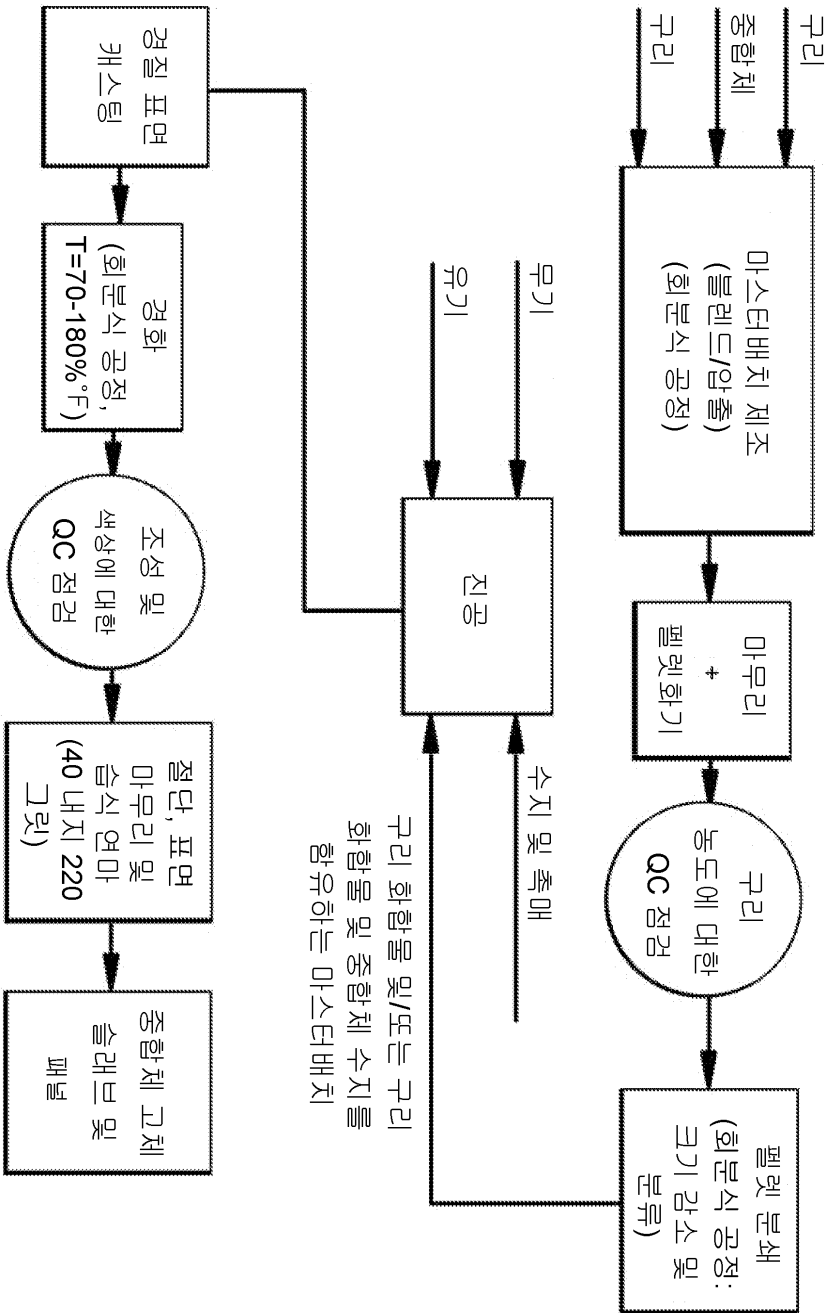 구리
중합체
구리
마스터배치 제조
(블렌드/압출)
(회분식 공정)
마무리
+
펠렛화기
구리
농도에 대한
QC 점검
펠렛 분쇄
(회분식 공정:
크기 감소 및
분류)
무기
유기
진공
수지 및 촉매
구리 화합물 및/또는 구리
화합물 및 중합체 수지를
함유하는 마스터배치
경질 표면
캐스팅
경화
(회분식 공정,
T=70-180%°F)
조성 및
색상에 대한
QC 점검
절단, 표면
마무리 및
습식 연마
(40 내지 220
그릿)
중합체 고체
슬래브 및
패널